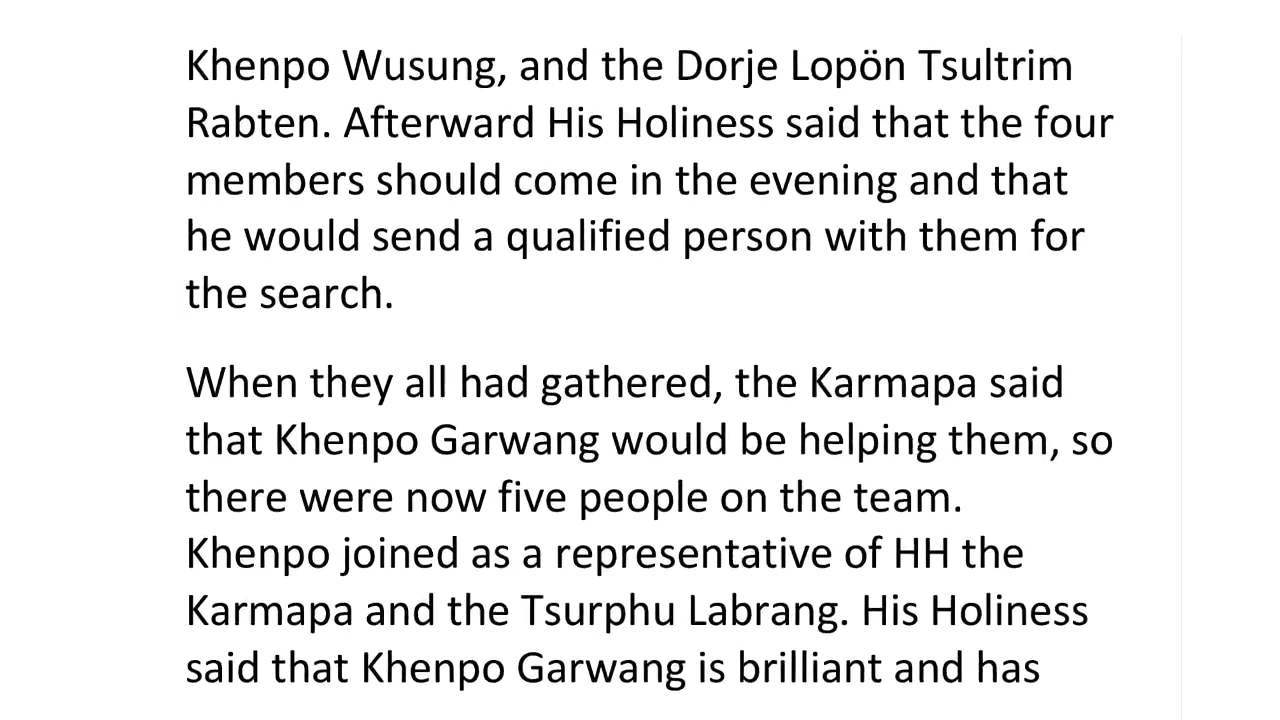 Khenpo Wusung, and the Dorje Lopön Tsultrim
Rabten. Afterward His Holiness said that the four
members should come in the evening and that
he would send a qualified person with them for
the search.
When they all had gathered, the Karmapa said
that Khenpo Garwang would be helping them, so
there were now five people on the team.
Khenpo joined as a representative of HH the
Karmapa and the Tsurphu Labrang. His Holiness
said that Khenpo Garwang is brilliant and has